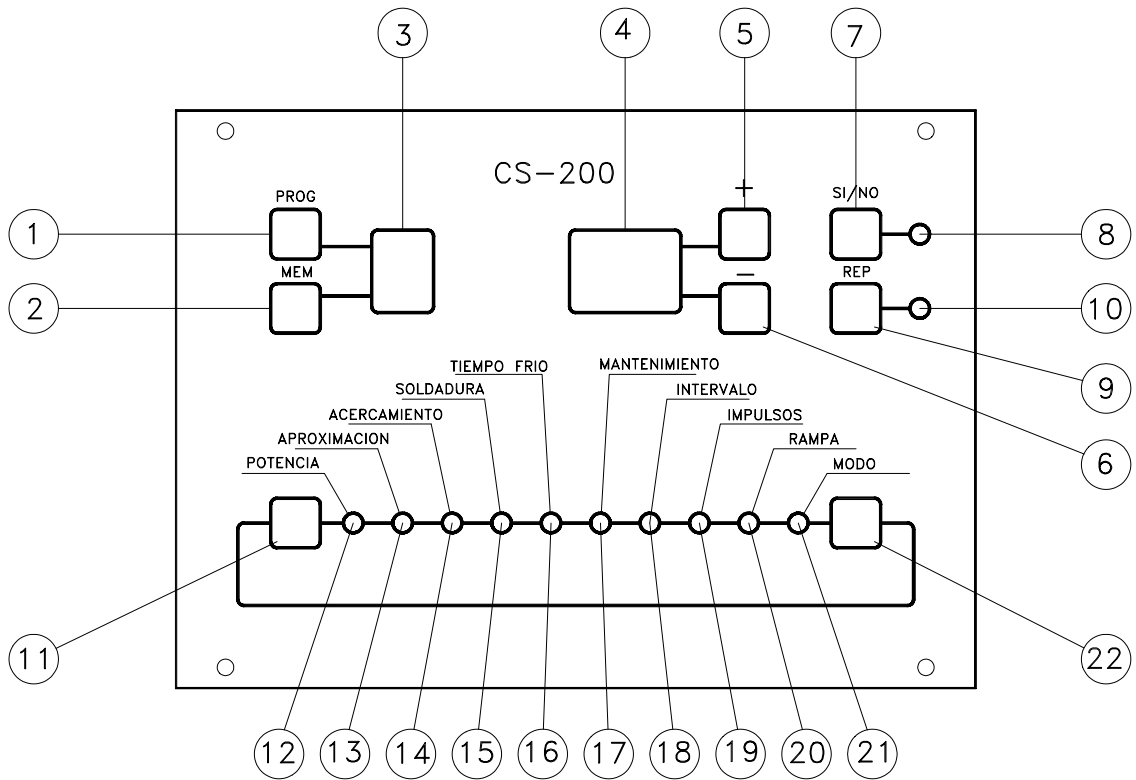 3 4 5 7
CS-200
PROG + SI/NO
1 8
MEM - REP
2 10
TIEMPO FRIO MANTENIMIENTO
9
SOLDADURA INTERVALO
ACERCAMIENTO IMPULSOS
APROXIMACION RAMPA
POTENCIA MODO
6
11 22
12 13 14 15 16 17 18 19 20 21